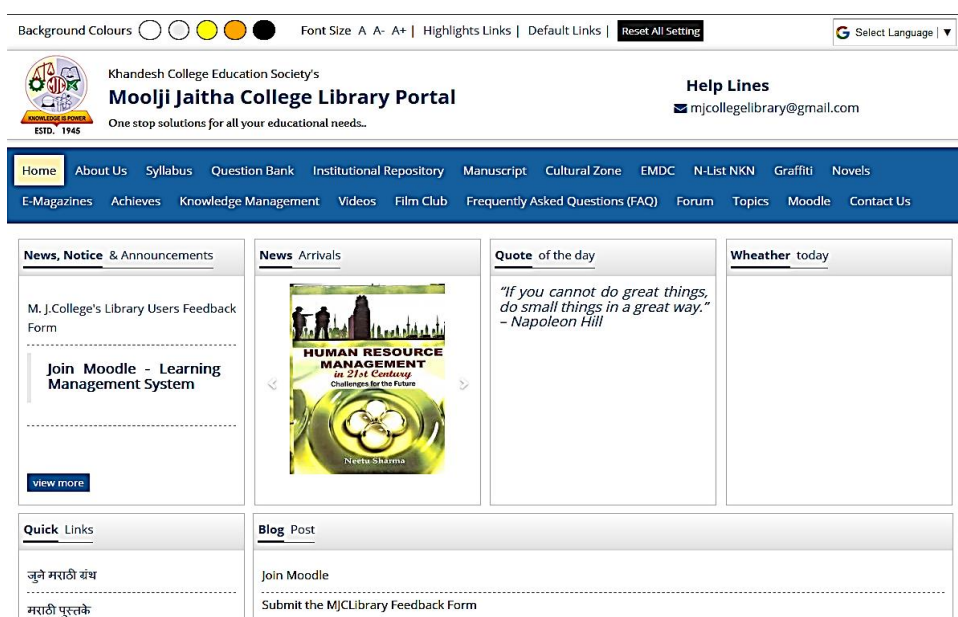 Background Colours Font Size A A- A+ | Highlights Links | Default Links | Reset All Setting G Select Language | ▼
Khandesh College Education Society's
Moolji Jaitha College Library Portal
One stop solutions for all your educational needs..
KNOWLEDGE IS POWER
ESTD. 1945
Help Lines
mjcollegelibrary@gmail.com
Home About Us Syllabus Question Bank Institutional Repository Manuscript Cultural Zone EMDC N-List NKN Graffiti Novels
E-Magazines Achieves Knowledge Management Videos Film Club Frequently Asked Questions (FAQ) Forum Topics Moodle Contact Us
News, Notice & Announcements
M. J.College's Library Users Feedback
Form
Join Moodle - Learning
Management System
view more
News Arrivals
HUMAN RESOURCE
MANAGEMENT
in 21st Century
Challenges for the Future
Neetu Sharma
Quote of the day
"If you cannot do great things,
do small things in a great way."
– Napoleon Hill
Wheather today
Quick Links
जुने मराठी ग्रंथ
मराठी पुस्तके
Blog Post
Join Moodle
Submit the MJCLibrary Feedback Form